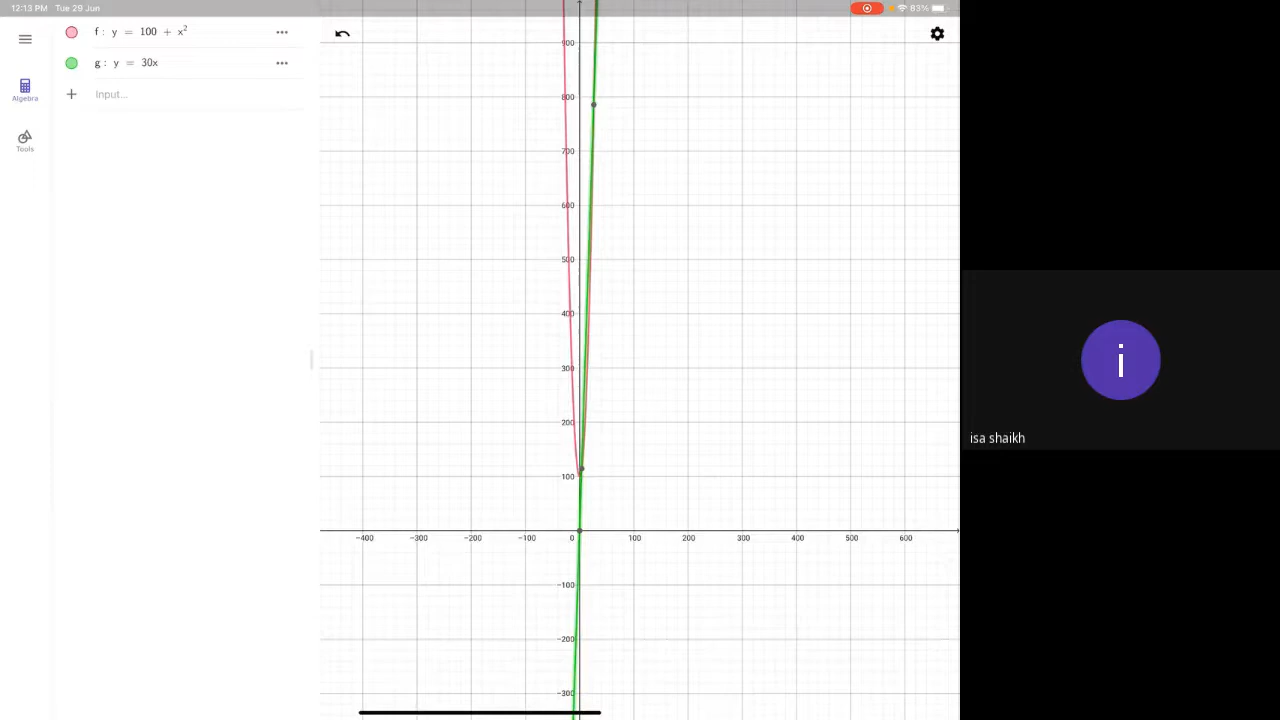 12:13 PM Tue 29 Jun
83%
f: y = 100 + x²
g: y = 30x
Input...
Algebra
Tools
900
800
700
600
500
400
300
200
100
−400 −300 −200 −100 0 100 200 300 400 500 600
−100
−200
−300
i
isa shaikh